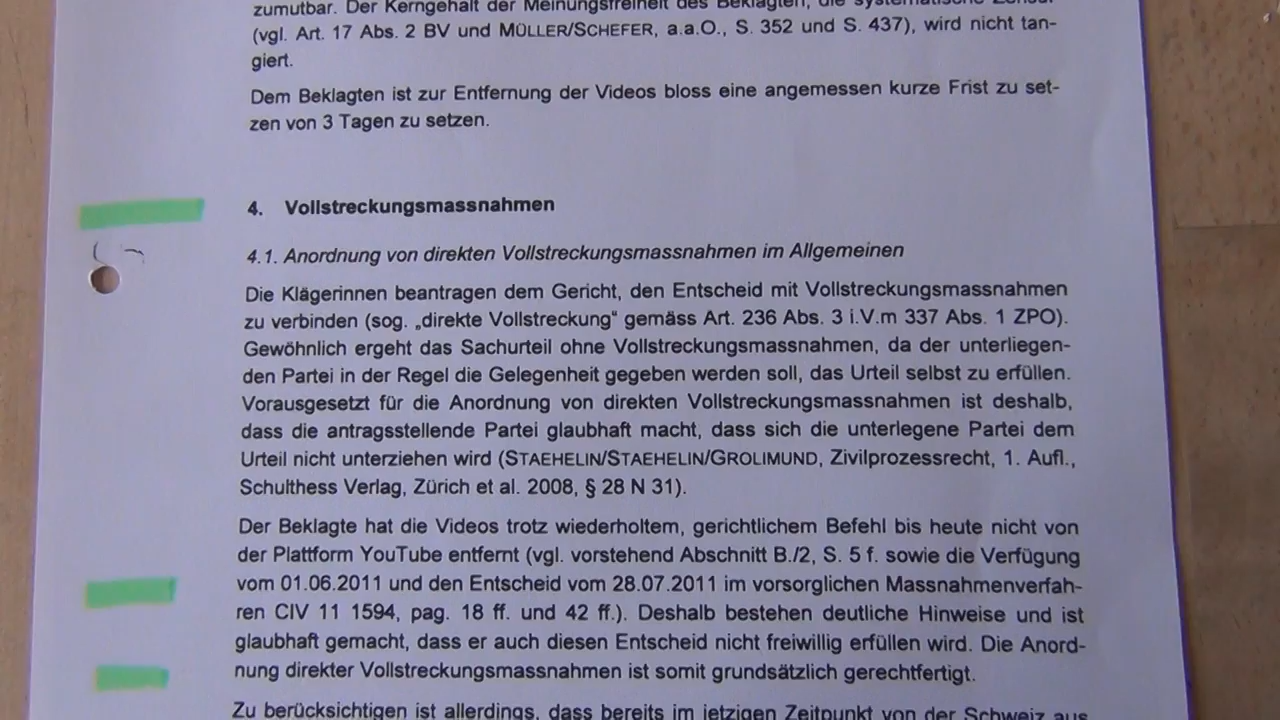 zumutbar. Der Kerngehalt der Meinungsfreiheit des Beklagten, die systematische Zensur
(vgl. Art. 17 Abs. 2 BV und MÜLLER/SCHEFER, a.a.O., S. 352 und S. 437), wird nicht tan-
giert.
Dem Beklagten ist zur Entfernung der Videos bloss eine angemessen kurze Frist zu set-
zen von 3 Tagen zu setzen.
4. Vollstreckungsmassnahmen
4.1. Anordnung von direkten Vollstreckungsmassnahmen im Allgemeinen
Die Klägerinnen beantragen dem Gericht, den Entscheid mit Vollstreckungsmassnahmen
zu verbinden (sog. „direkte Vollstreckung“ gemäss Art. 236 Abs. 3 i.V.m 337 Abs. 1 ZPO).
Gewöhnlich ergeht das Sachurteil ohne Vollstreckungsmassnahmen, da der unterliegen-
den Partei in der Regel die Gelegenheit gegeben werden soll, das Urteil selbst zu erfüllen.
Vorausgesetzt für die Anordnung von direkten Vollstreckungsmassnahmen ist deshalb,
dass die antragsstellende Partei glaubhaft macht, dass sich die unterlegene Partei dem
Urteil nicht unterziehen wird (STAEHELIN/STAEHELIN/GROLIMUND, Zivilprozessrecht, 1. Aufl.,
Schulthess Verlag, Zürich et al. 2008, § 28 N 31).
Der Beklagte hat die Videos trotz wiederholtem, gerichtlichem Befehl bis heute nicht von
der Plattform YouTube entfernt (vgl. vorstehend Abschnitt B./2, S. 5 f. sowie die Verfügung
vom 01.06.2011 und den Entscheid vom 28.07.2011 im vorsorglichen Massnahmenverfah-
ren CIV 11 1594, pag. 18 ff. und 42 ff.). Deshalb bestehen deutliche Hinweise und ist
glaubhaft gemacht, dass er auch diesen Entscheid nicht freiwillig erfüllen wird. Die Anord-
nung direkter Vollstreckungsmassnahmen ist somit grundsätzlich gerechtfertigt.
Zu berücksichtigen ist allerdings, dass bereits im jetzigen Zeitpunkt von der Schweiz aus